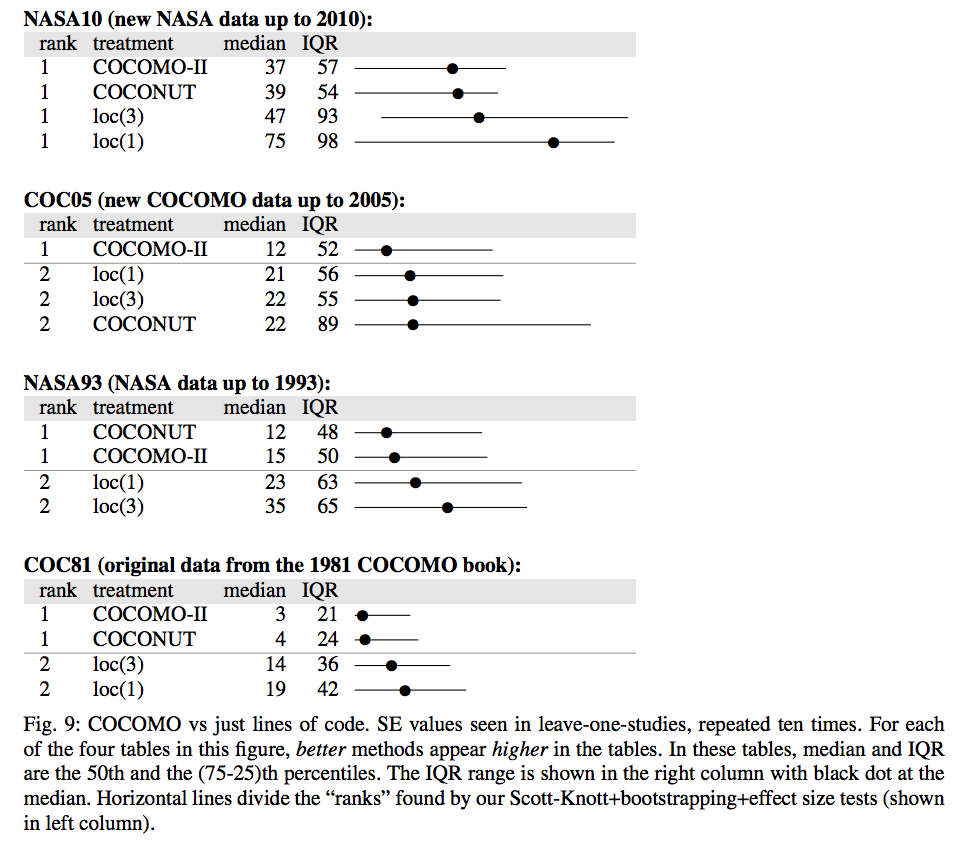 NASA10 (new NASA data up to 2010):
rank treatment median IQR
1 COCOMO-II 37 57
1 COCONUT 39 54
1 loc(3) 47 93
1 loc(1) 75 98
COC05 (new COCOMO data up to 2005):
rank treatment median IQR
1 COCOMO-II 12 52
2 loc(1) 21 56
2 loc(3) 22 55
2 COCONUT 22 89
NASA93 (NASA data up to 1993):
rank treatment median IQR
1 COCONUT 12 48
1 COCOMO-II 15 50
2 loc(1) 23 63
2 loc(3) 35 65
COC81 (original data from the 1981 COCOMO book):
rank treatment median IQR
1 COCOMO-II 3 21
1 COCONUT 4 24
2 loc(3) 14 36
2 loc(1) 19 42
Fig. 9: COCOMO vs just lines of code. SE values seen in leave-one-studies, repeated ten times. For each
of the four tables in this figure, better methods appear higher in the tables. In these tables, median and IQR
are the 50th and the (75-25)th percentiles. The IQR range is shown in the right column with black dot at the
median. Horizontal lines divide the “ranks” found by our Scott-Knott+bootstrapping+effect size tests (shown
in left column).